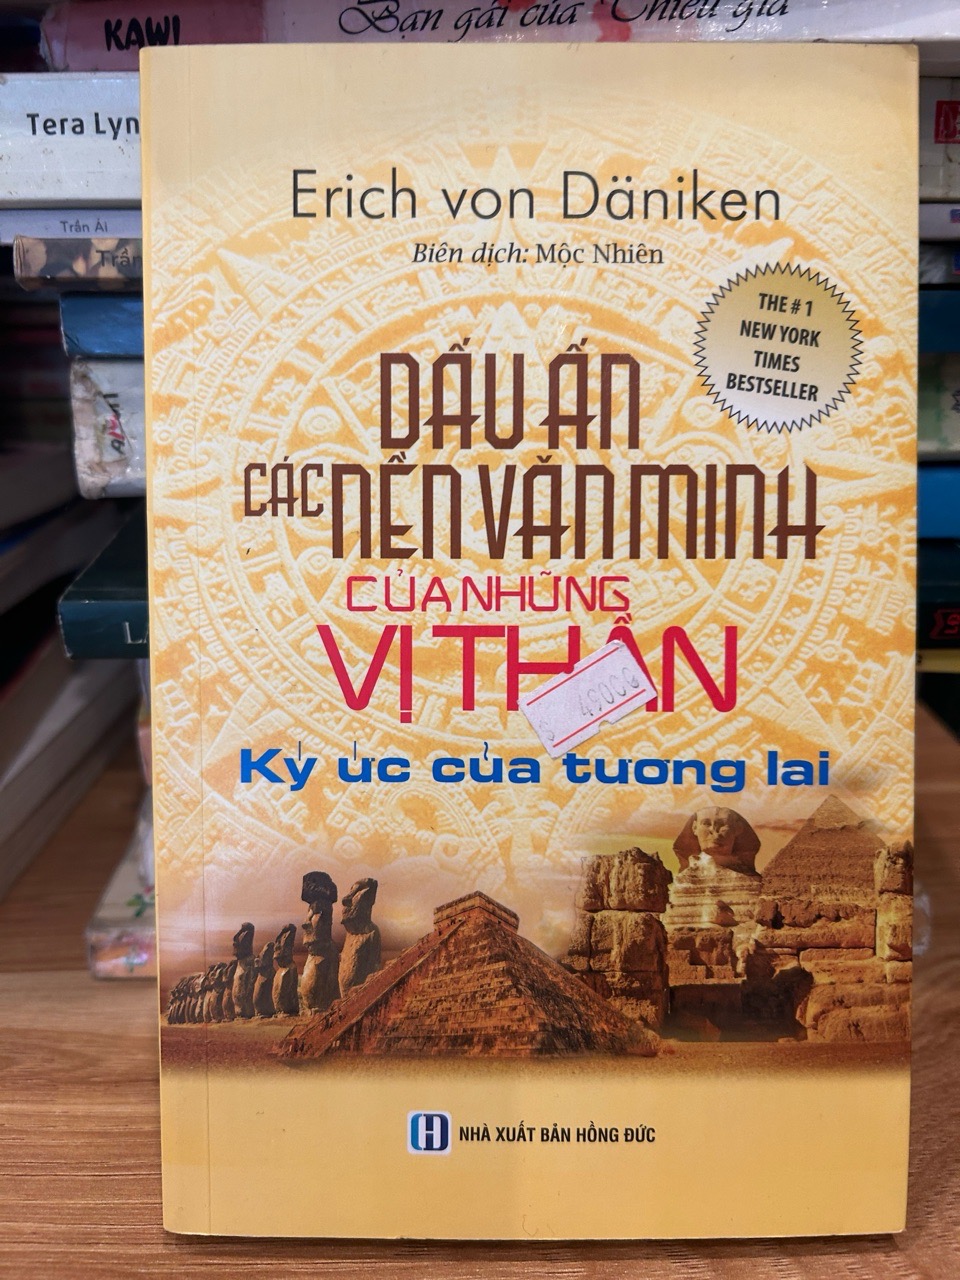 KAWI
Bạn gái của Thiếu gia
Tera Lyn
Trần Ái
Trần
Erich von Däniken
Biên dịch: Mộc Nhiên
THE # 1
NEW YORK
TIMES
BESTSELLER
DẤU ẤN
CÁC NỀN VĂN MINH
CỦA NHỮNG
VỊ THẦN
Ký ức của tương lai
NHÀ XUẤT BẢN HỒNG ĐỨC